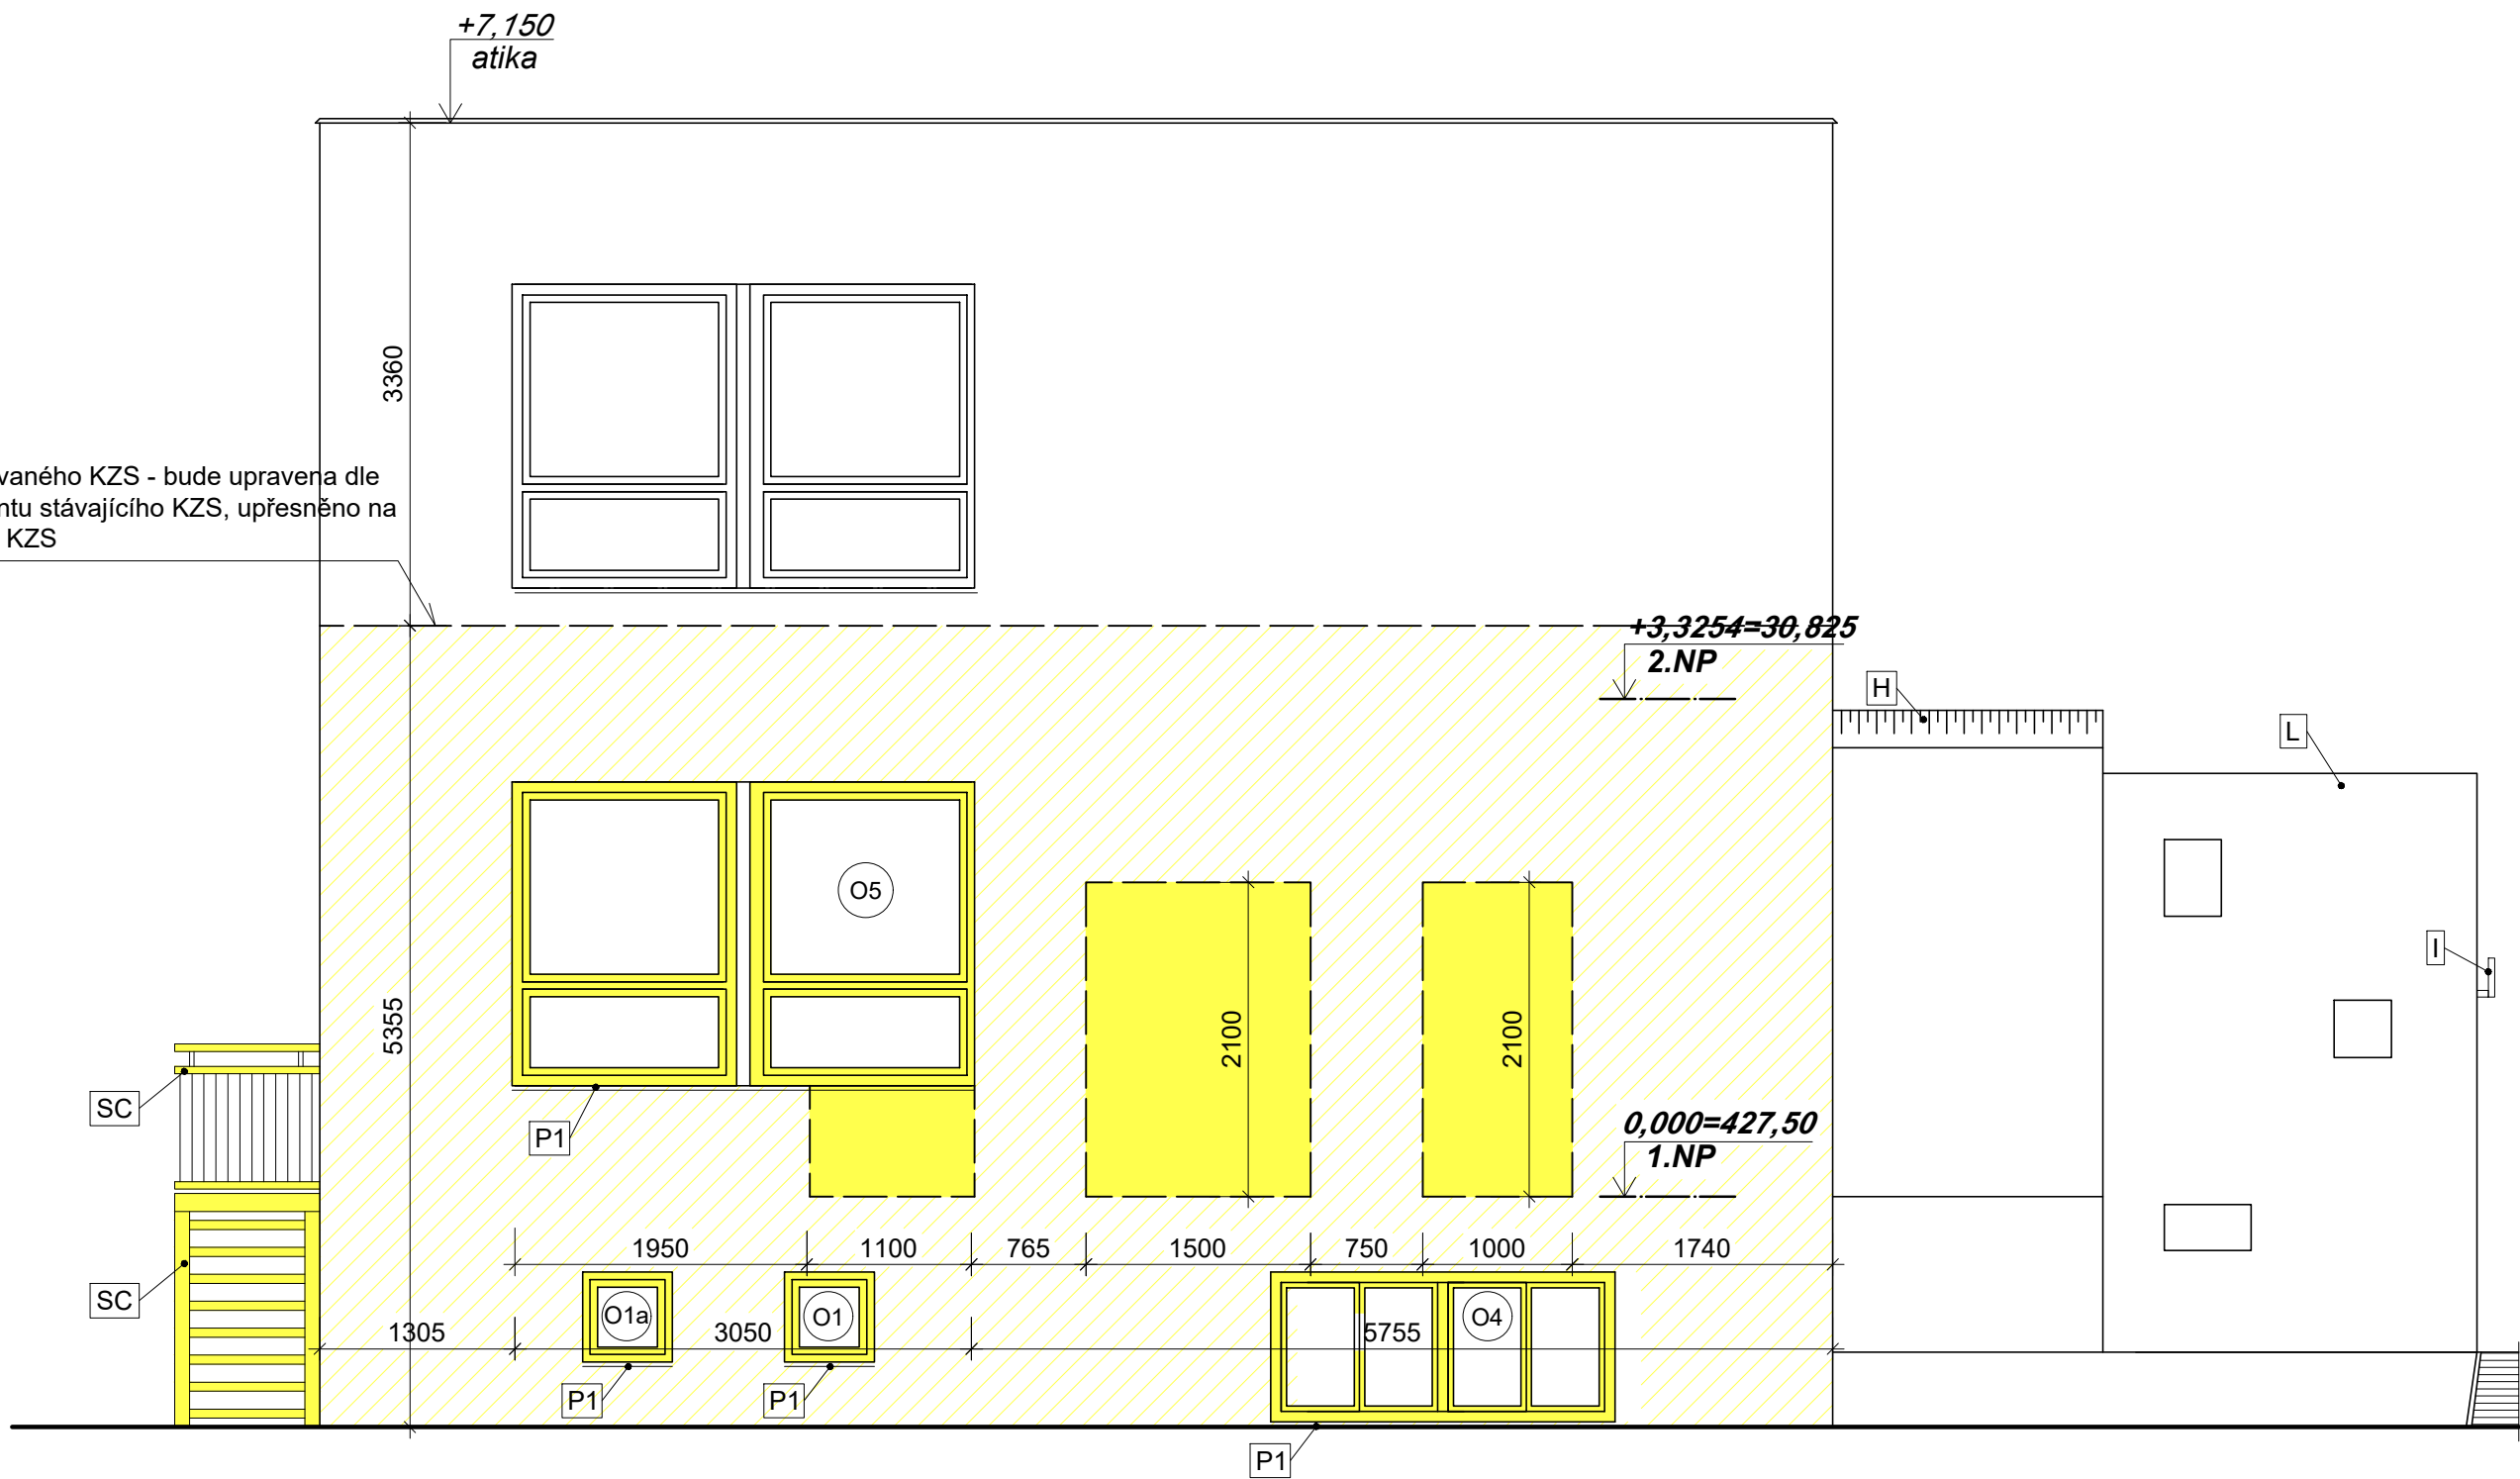 +7,150
atika
3360
vaného KZS - bude upravena dle
ntu stávajícího KZS, upřesněno na
KZS
+3,3254=30,825
2.NP
H
L
O5
I
5355
2100
2100
SC
P1
0,000=427,50
1.NP
1950
1100
765
1500
750
1000
1740
SC
O1a
O1
O4
1305
3050
5755
P1
P1
P1